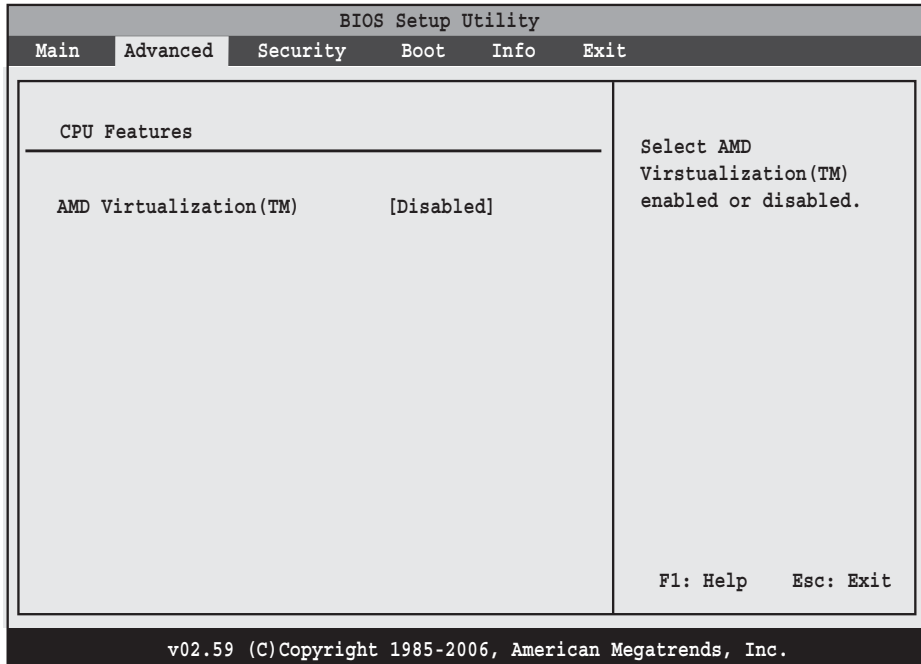 BIOS Setup Utility
Main Advanced Security Boot Info Exit
CPU Features
AMD Virtualization(TM) [Disabled]
Select AMD
Virstualization(TM)
enabled or disabled.
F1: Help Esc: Exit
v02.59 (C)Copyright 1985-2006, American Megatrends, Inc.